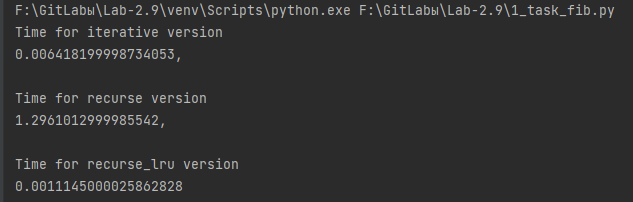 F:\GitLabы\Lab-2.9\venv\Scripts\python.exe F:\GitLabы\Lab-2.9\1_task_fib.py
Time for iterative version
0.006418199998734053,
Time for recurse version
1.2961012999985542,
Time for recurse_lru version
0.0011145000025862828